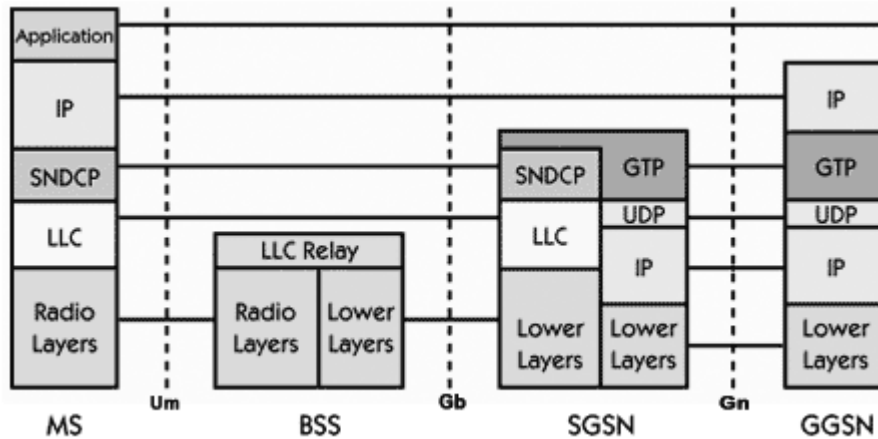 Application
IP
IP
SNDCP
SNDCP
GTP
GTP
LLC
LLC
UDP
UDP
LLC Relay
IP
IP
Radio
Layers
Radio
Layers
Lower
Layers
Lower
Layers
Lower
Layers
Lower
Layers
Um
Gb
Gn
MS
BSS
SGSN
GGSN